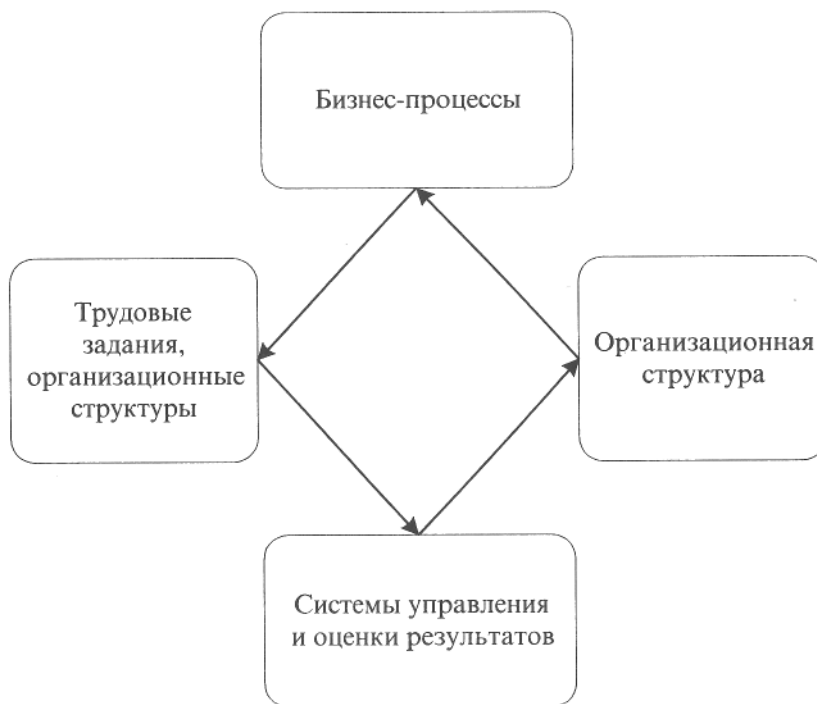 Бизнес-процессы
Трудовые
задания,
организационные
структуры
Организационная
структура
Системы управления
и оценки результатов